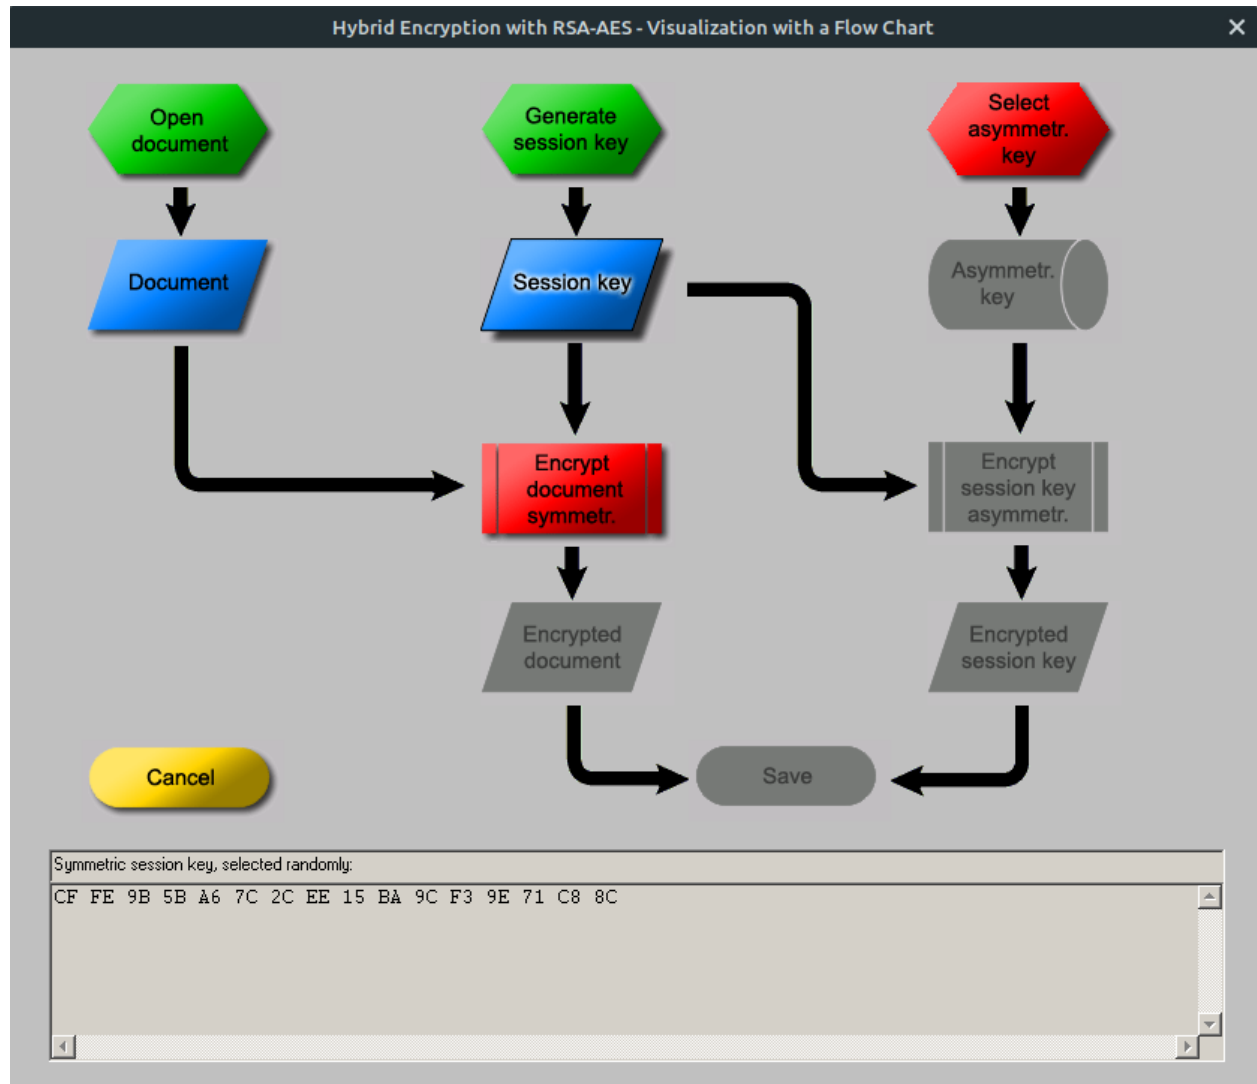 Hybrid Encryption with RSA-AES - Visualization with a Flow Chart
Open
document
Generate
session key
Select
asymmetr.
key
Document
Session key
Asymmetr.
key
Encrypt
document
symmetr.
Encrypt
session key
asymmetr.
Encrypted
document
Encrypted
session key
Cancel
Save
Symmetric session key, selected randomly:
CF FE 9B 5B A6 7C 2C EE 15 BA 9C F3 9E 71 C8 8C